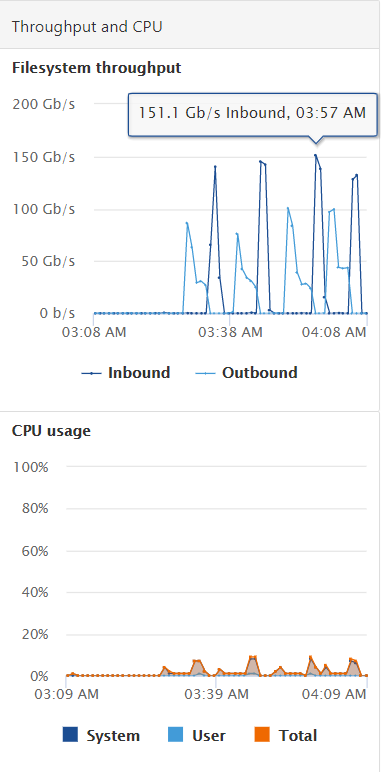 Throughput and CPU
Filesystem throughput
200 Gb/s
151.1 Gb/s Inbound, 03:57 AM
150 Gb/s
100 Gb/s
50 Gb/s
0 b/s
03:08 AM 03:38 AM 04:08 AM
Inbound Outbound
CPU usage
100%
80%
60%
40%
20%
0%
03:09 AM 03:39 AM 04:09 AM
System User Total